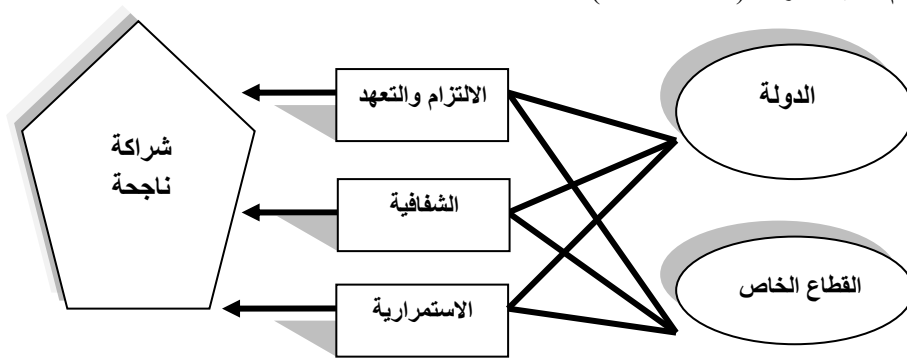 الدولة
الالتزام والتعهد
شراكة
ناجحة
الشفافية
القطاع الخاص
الاستمرارية